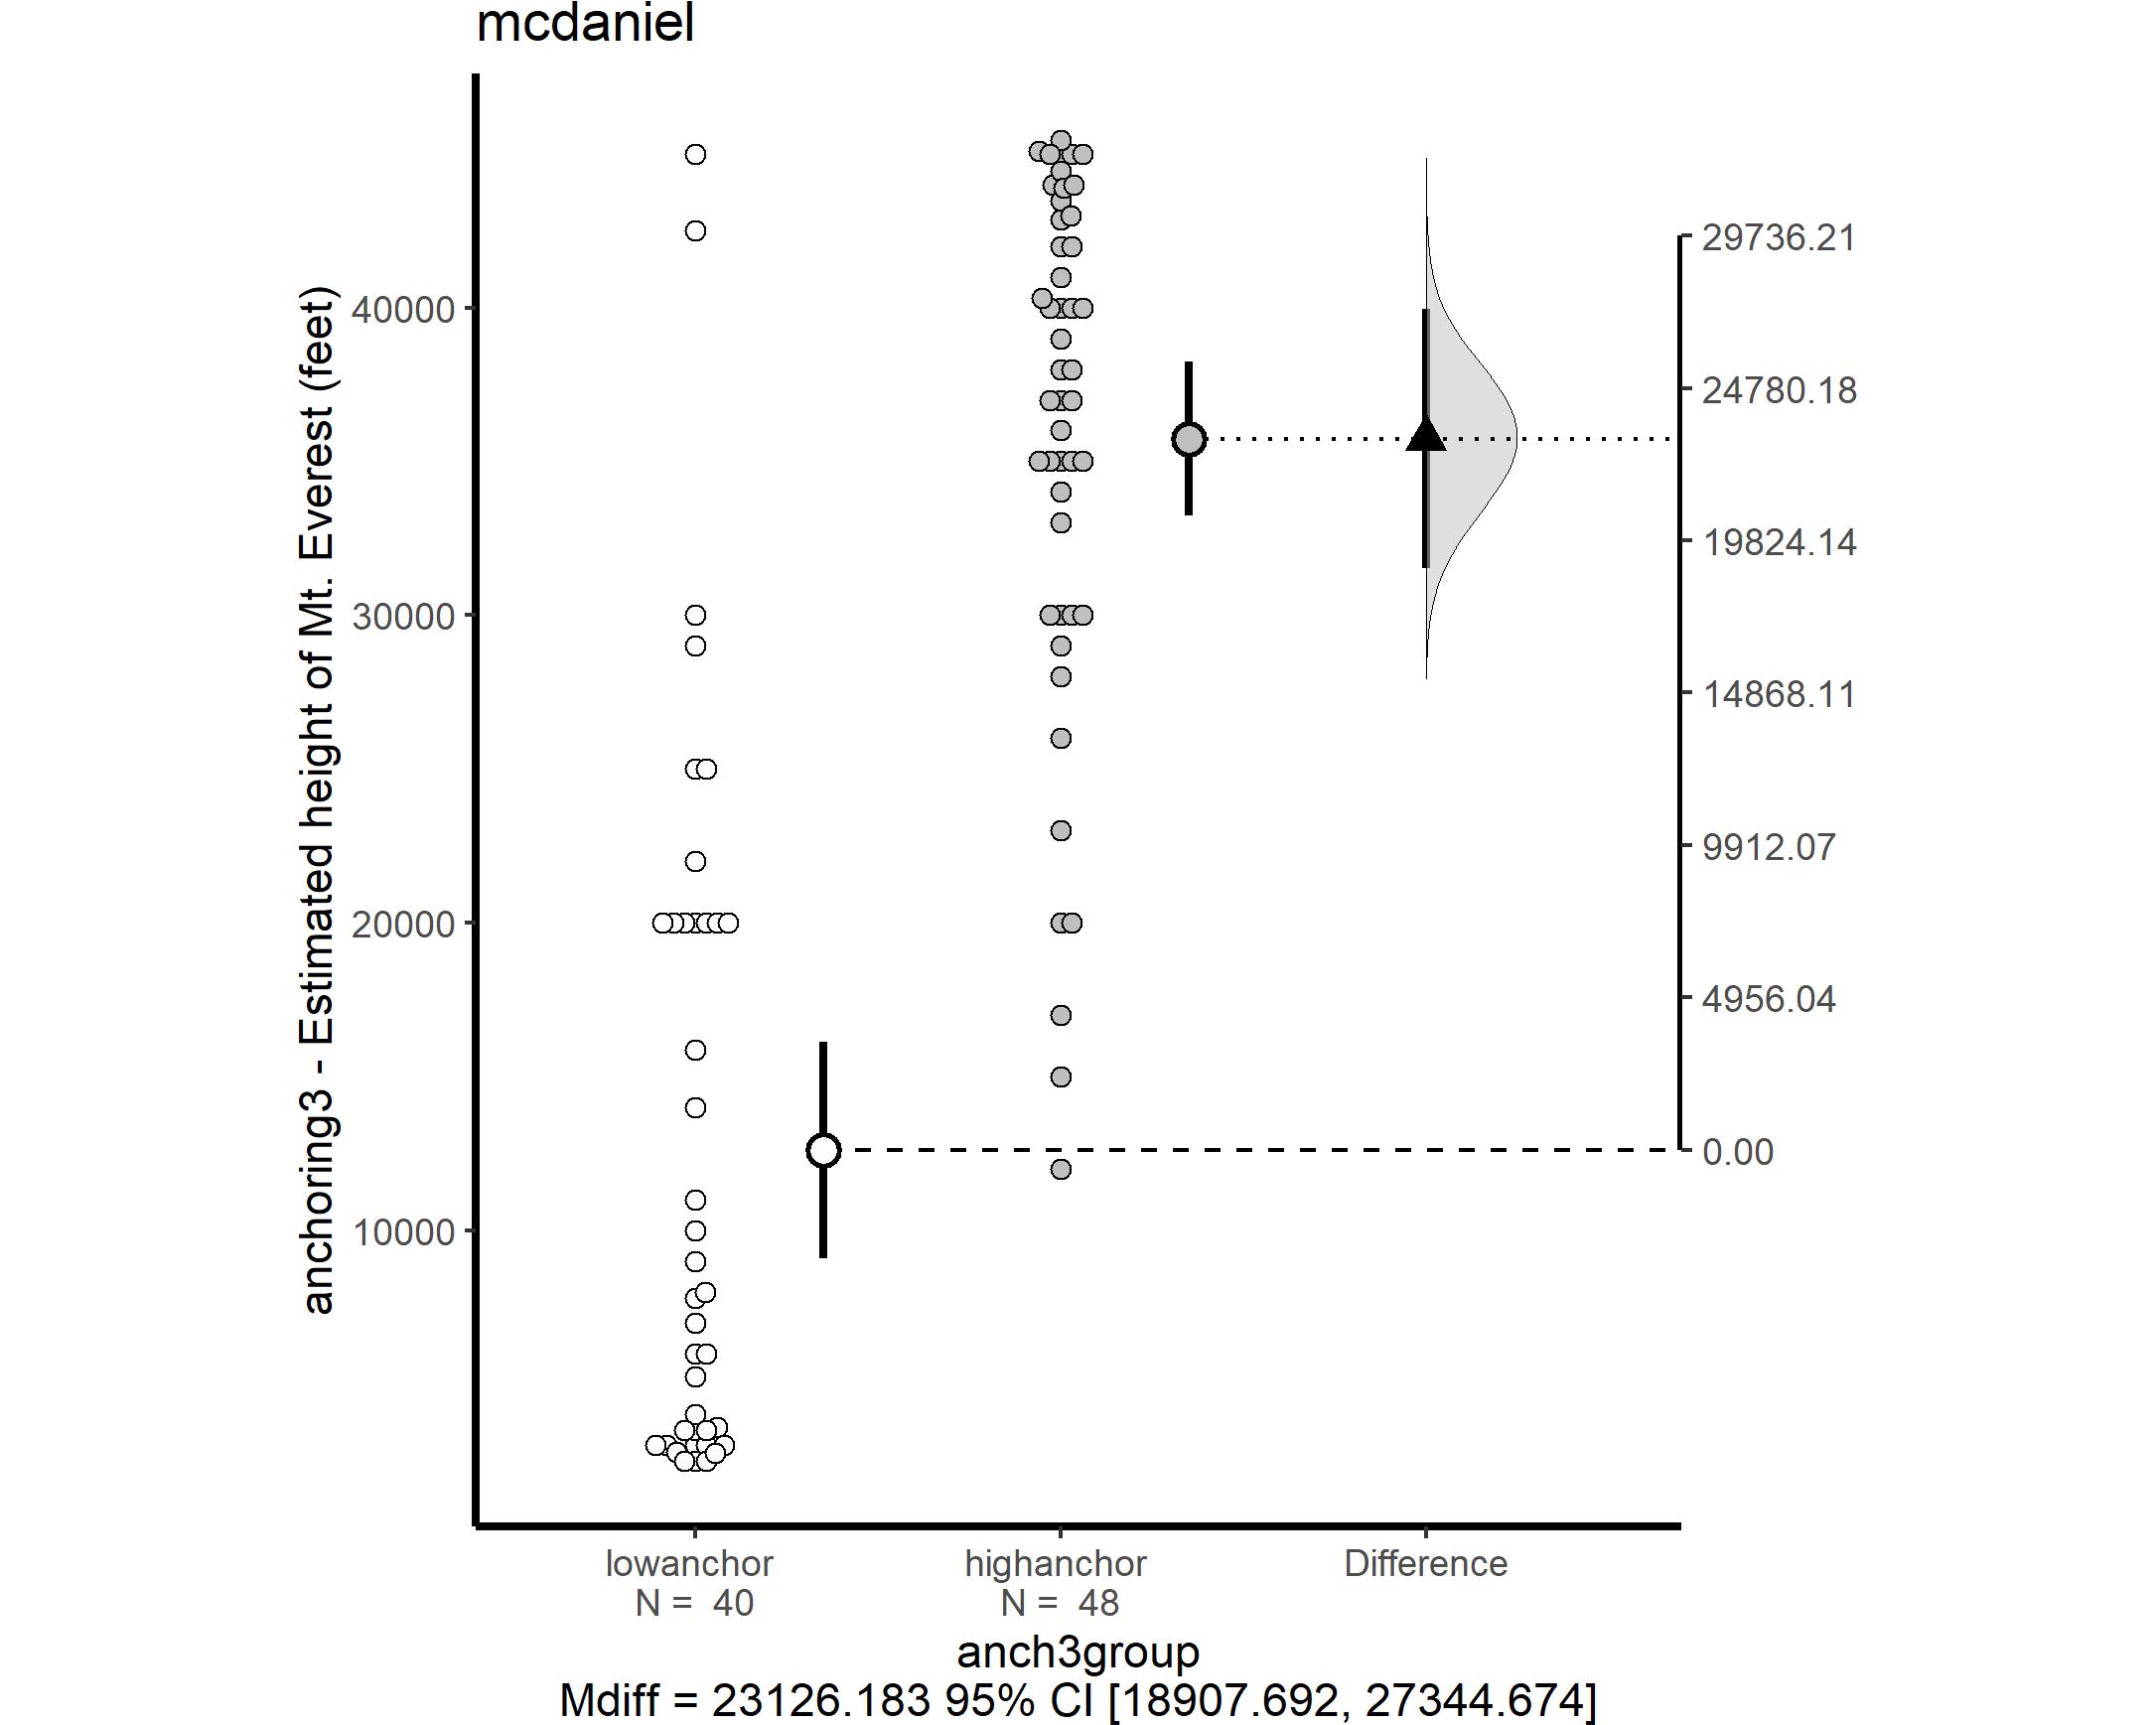 mcdaniel
anchoring3 - Estimated height of Mt. Everest (feet)
40000
30000
20000
10000
29736.21
24780.18
19824.14
14868.11
9912.07
4956.04
0.00
lowanchor
N =  40
highanchor
N =  48
Difference
anch3group
Mdiff = 23126.183 95% CI [18907.692, 27344.674]